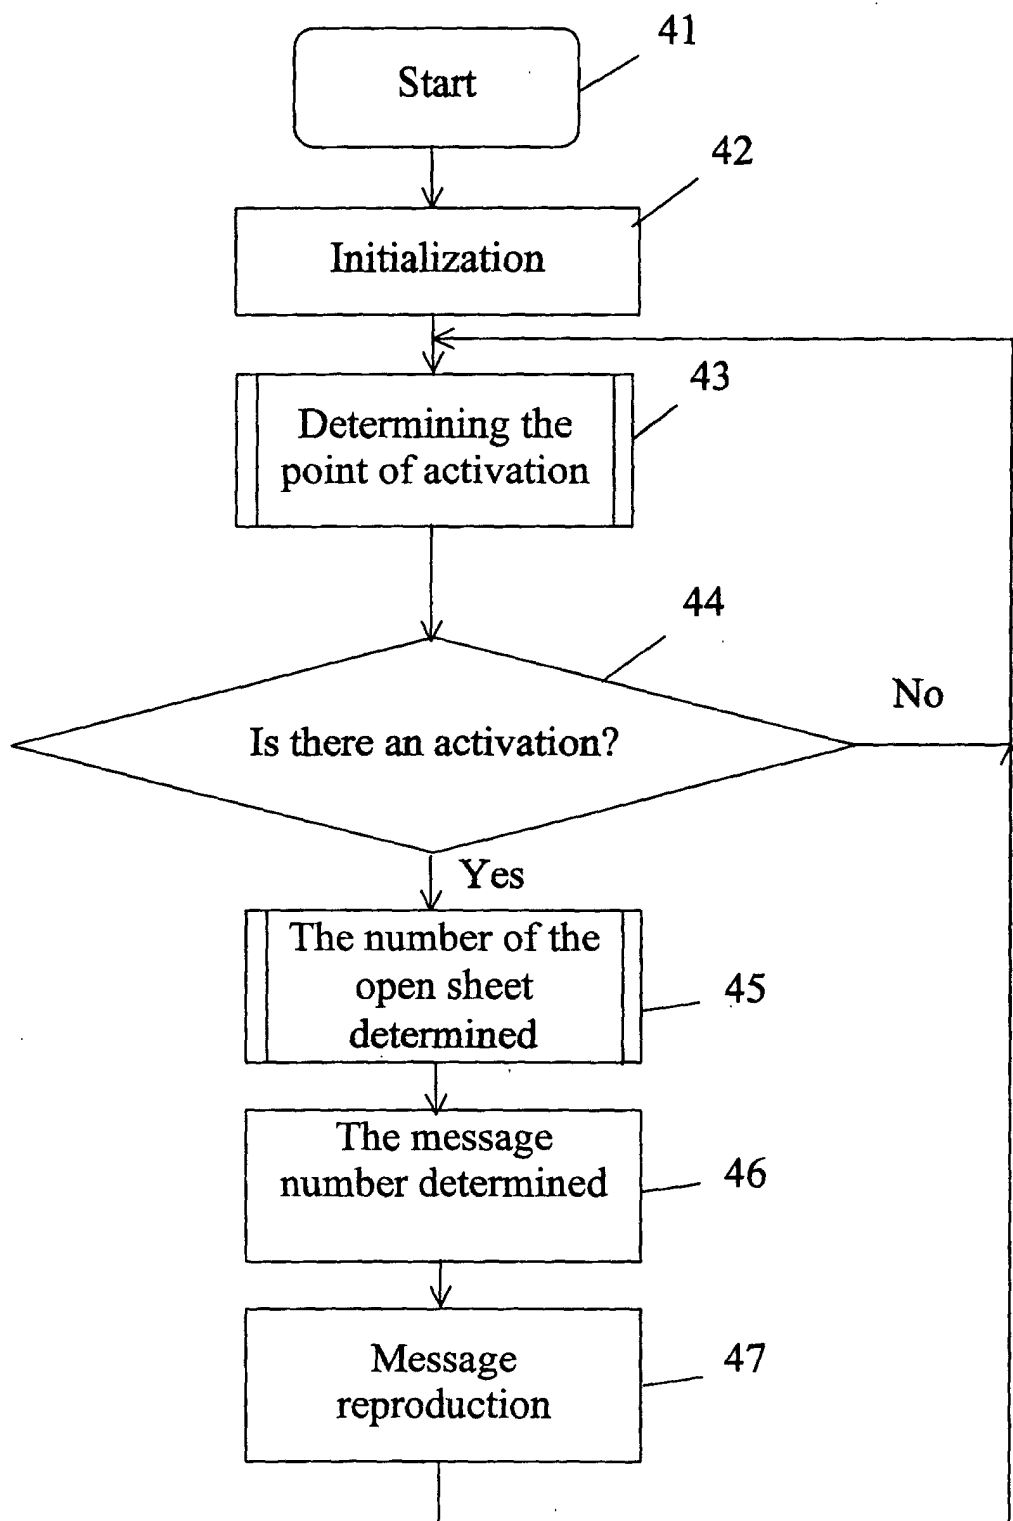 41
Start
42
Initialization
43
Determining the
point of activation
44
No
Is there an activation?
Yes
The number of the
open sheet
determined
45
The message
number determined
46
Message
reproduction
47